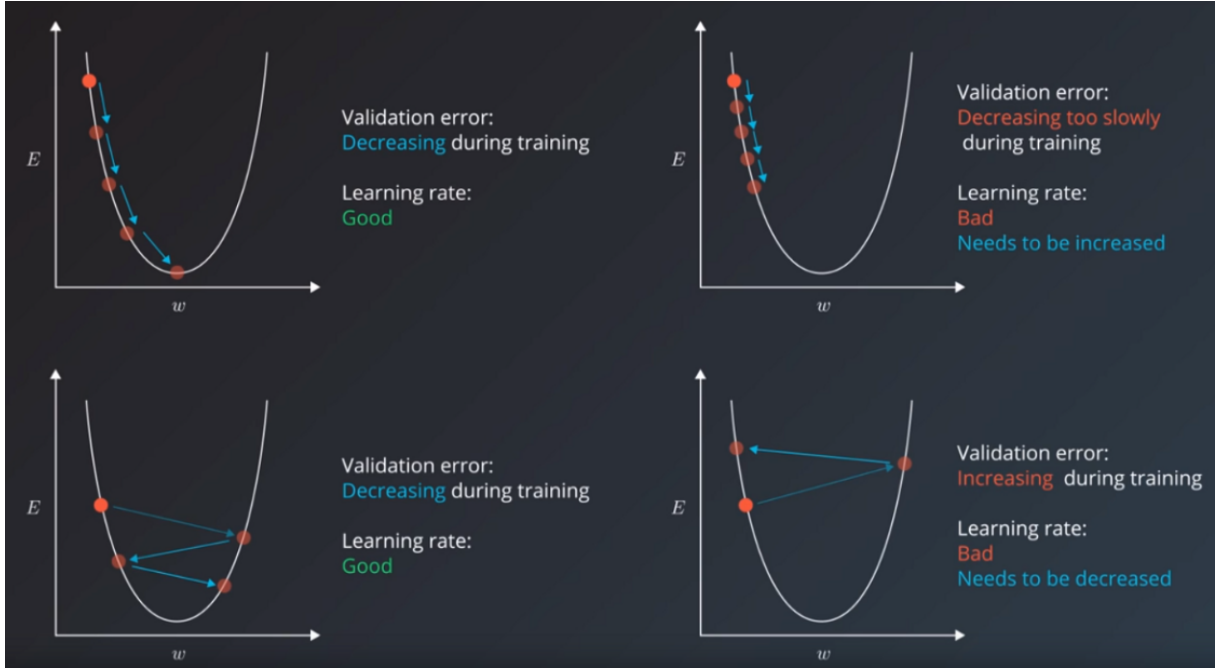 E
w
Validation error:
Decreasing during training
Learning rate:
Good
E
w
Validation error:
Decreasing too slowly
during training
Learning rate:
Bad
Needs to be increased
E
w
Validation error:
Decreasing during training
Learning rate:
Good
E
w
Validation error:
Increasing during training
Learning rate:
Bad
Needs to be decreased